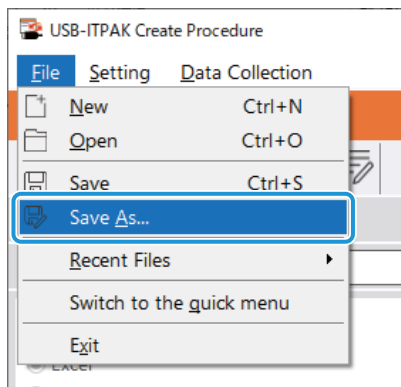 USB-ITPAK Create Procedure
File Setting Data Collection
New Ctrl+N
Open Ctrl+O
Save Ctrl+S
Save As...
Recent Files
Switch to the quick menu
Exit
Excel